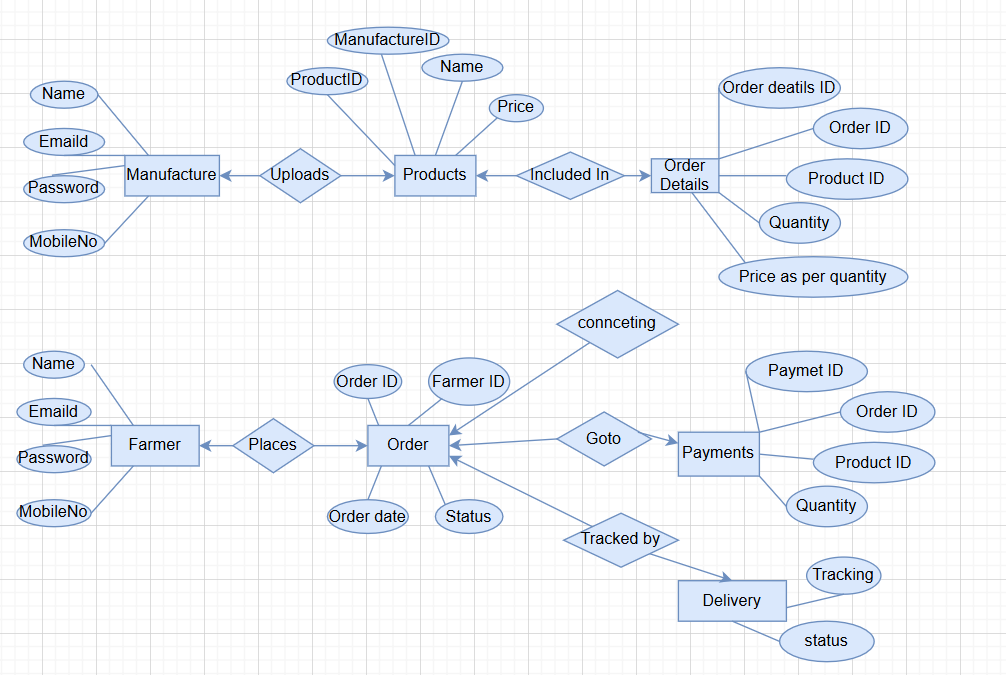 ManufactureID
Name
ProductID
Price
Name
Emaild
Password
MobileNo
Manufacture
Uploads
Products
Included In
Order
Details
Order deatils ID
Order ID
Product ID
Quantity
Price as per quantity
connceting
Name
Emaild
Password
MobileNo
Farmer
Places
Order ID
Farmer ID
Order
Order date
Status
Goto
Payments
Paymet ID
Order ID
Product ID
Quantity
Tracked by
Delivery
Tracking
status